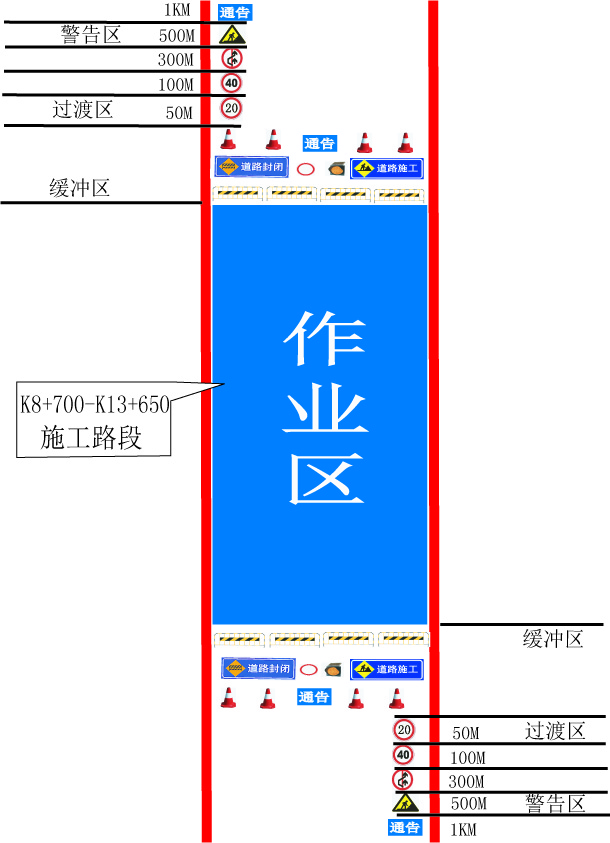 1KM 通告
警告区 500M
300M
100M 40
过渡区 50M 20
通告
道路封闭 道路施工
缓冲区
作
业
区
K8+700-K13+650
施工路段
缓冲区
道路封闭 道路施工
通告
20 50M 过渡区
40 100M
300M
500M 警告区
通告 1KM